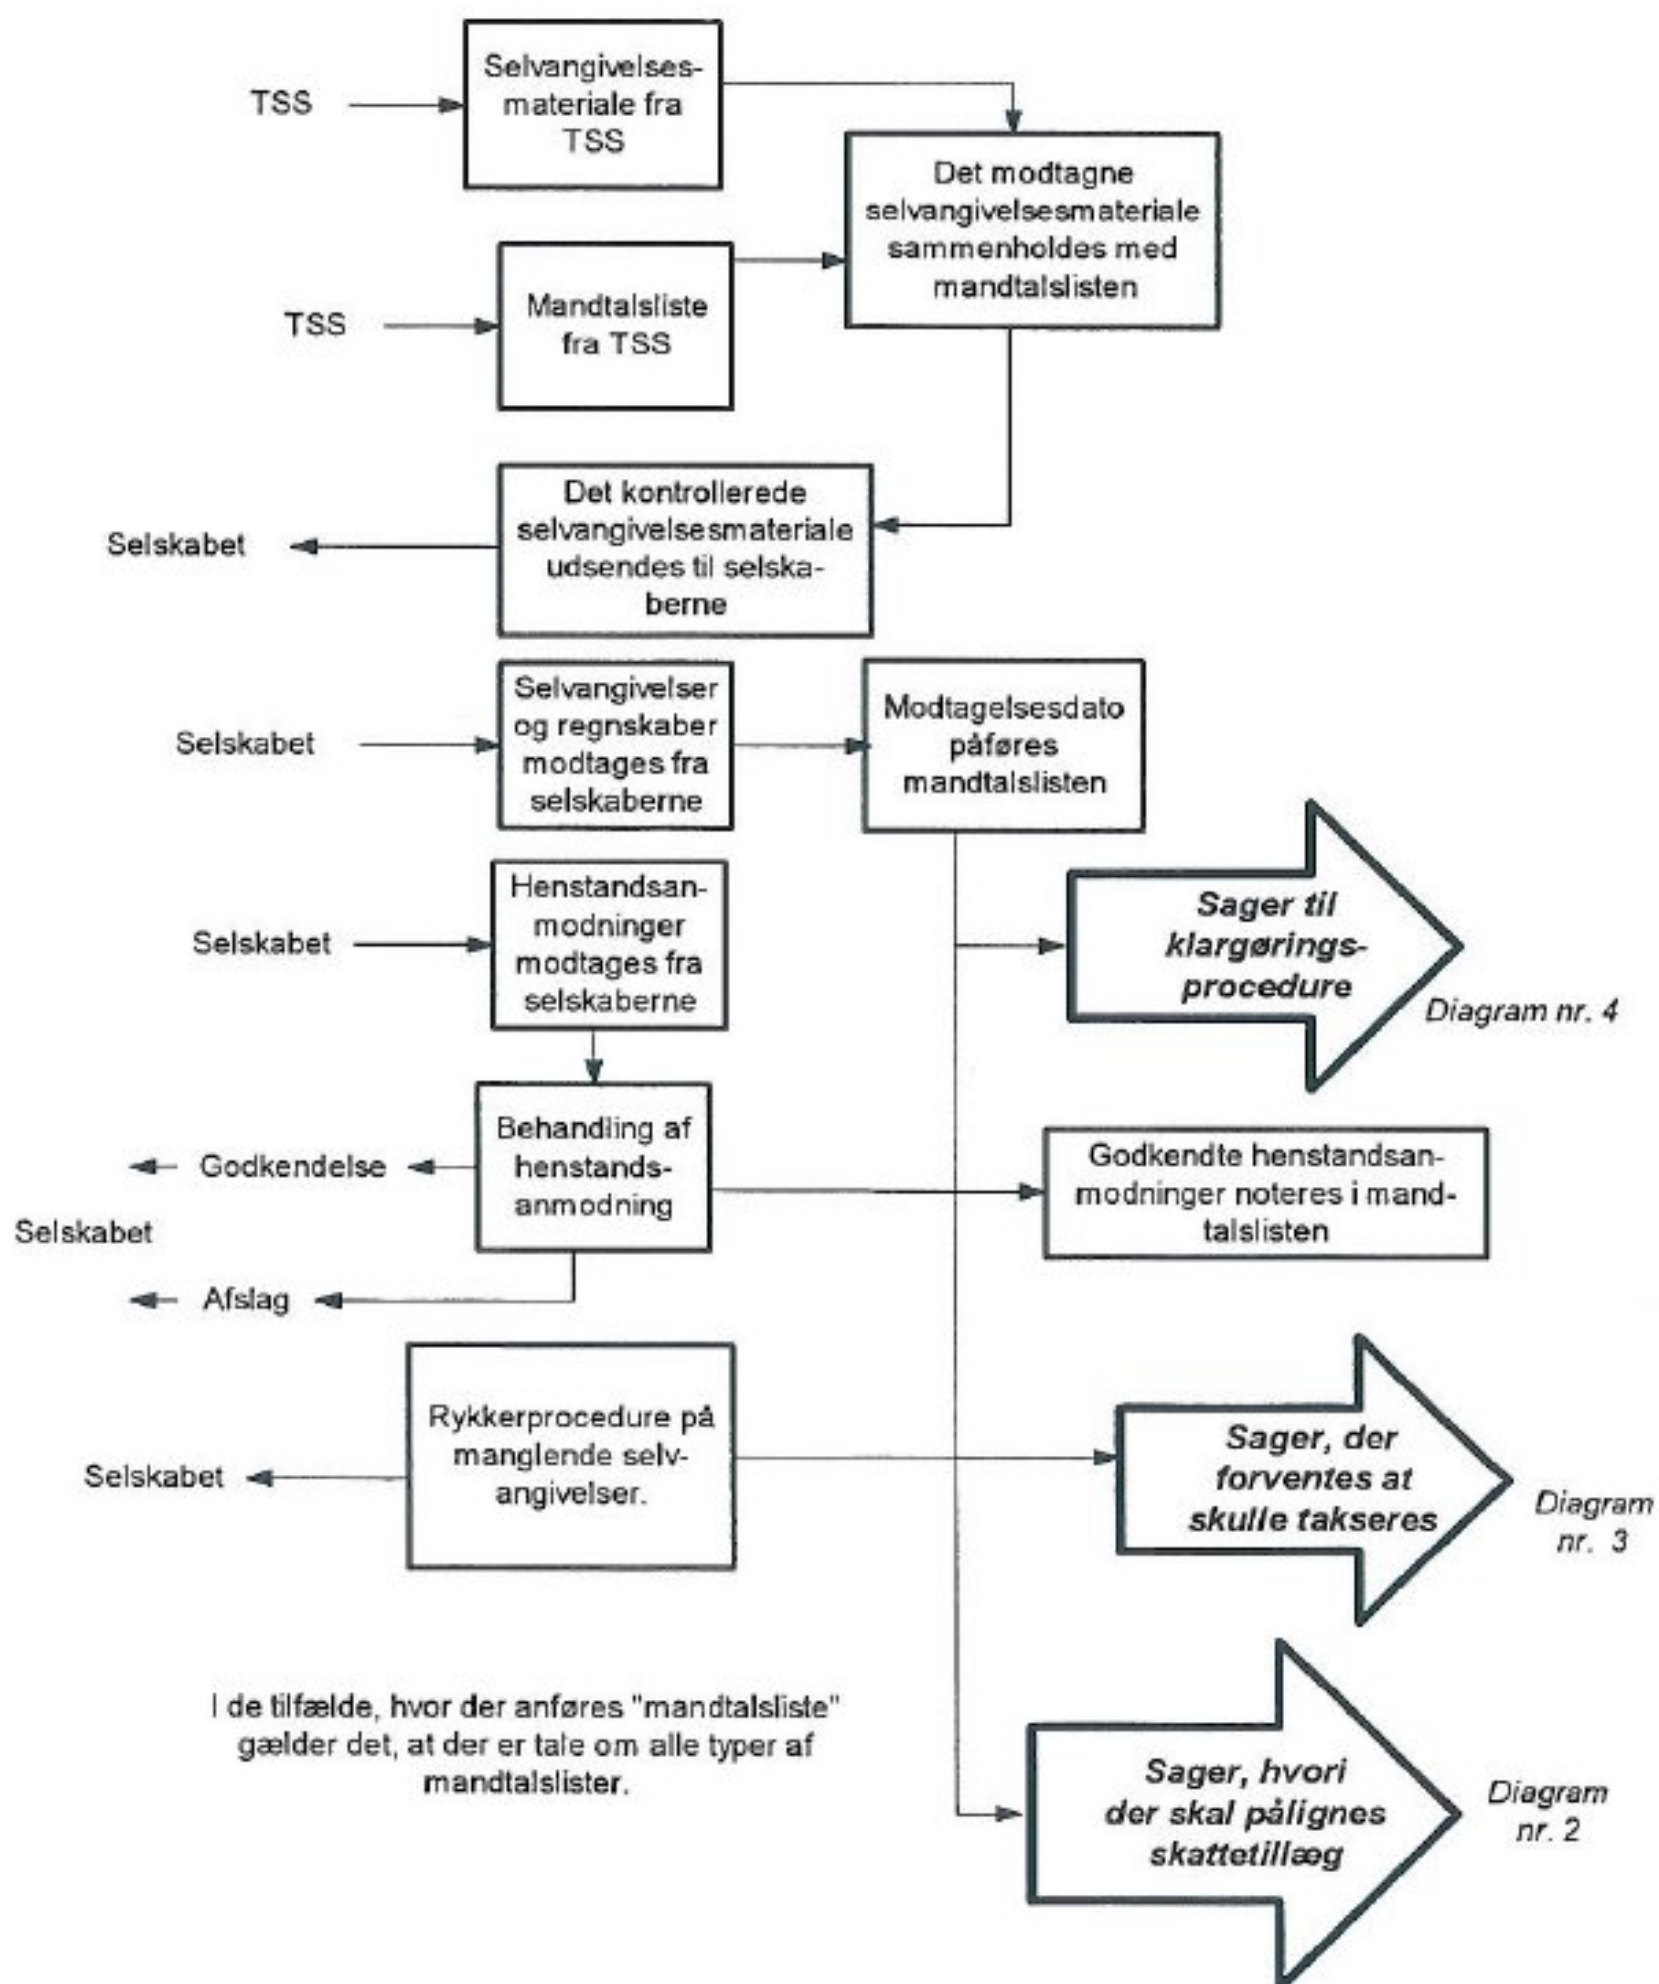 TSS
Selvangivelses-
materiale fra
TSS
Det modtagne
selvangivelsesmateriale
sammenholdes med
mandtalslisten
TSS
Mandtalsliste
fra TSS
Selskabet
Det kontrollerede
selvangivelsesmateriale
udsendes til selska-
berne
Selskabet
Selvangivelser
og regnskaber
modtages fra
selskaberne
Modtagelsesdato
påføres
mandtalslisten
Selskabet
Henstandsan-
modninger
modtages fra
selskaberne
Sager til
klargørings-
procedure
Diagram nr. 4
Godkendelse
Selskabet
Afslag
Behandling af
henstands-
anmodning
Godkendte henstandsan-
modninger noteres i mand-
talslisten
Selskabet
Rykkerprocedure på
manglende selv-
angivelser.
Sager, der
forventes at
skulle takseres
Diagram
nr. 3
I de tilfælde, hvor der anføres "mandtalsliste"
gælder det, at der er tale om alle typer af
mandtalslister.
Sager, hvori
der skal pålignes
skattetillæg
Diagram
nr. 2